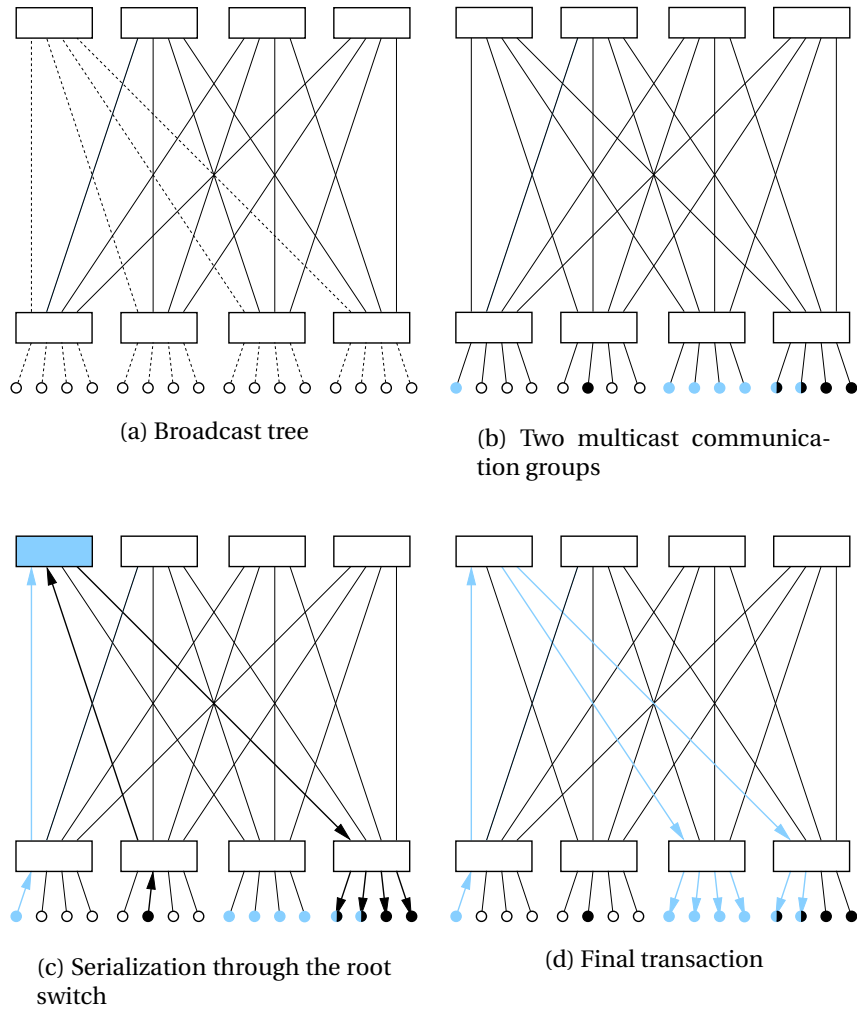 (a) Broadcast tree
(b) Two multicast communica-
tion groups
(c) Serialization through the root
switch
(d) Final transaction